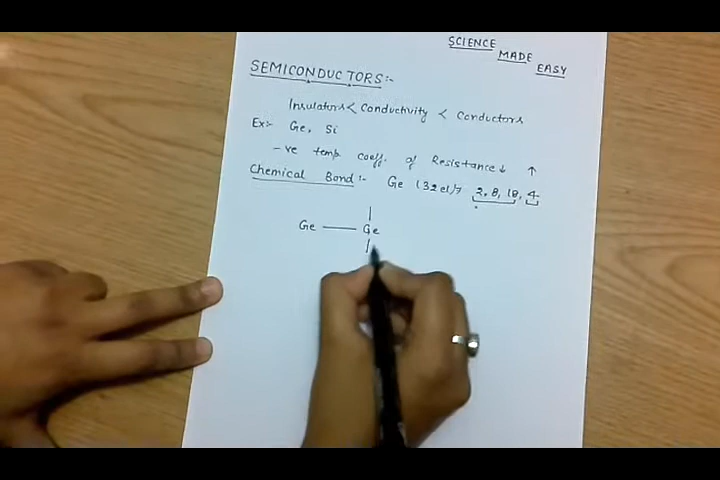 SCIENCE
MADE
EASY
SEMICONDUCTORS:-
Insulators < Conductivity < Conductors
Ex:- Ge, Si
-ve temp coeff. of Resistance ↓ ↑
Chemical Bond :- Ge (32 el) 2, 8, 18, 4
Ge — Ge